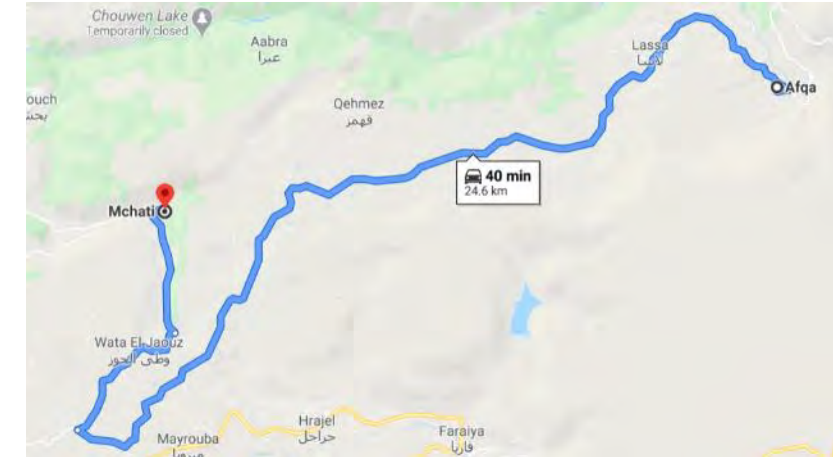 Chouwen Lake
Temporarily closed
Aabra
عبرا
Lassa
لاسا
Afqa
ouch
Qehmez
قهمز
40 min
24.6 km
Mchati
Wata El-Jaouz
وطى الجوز
Hrajel
حراجل
Mayrouba
Faraiya
فاريا